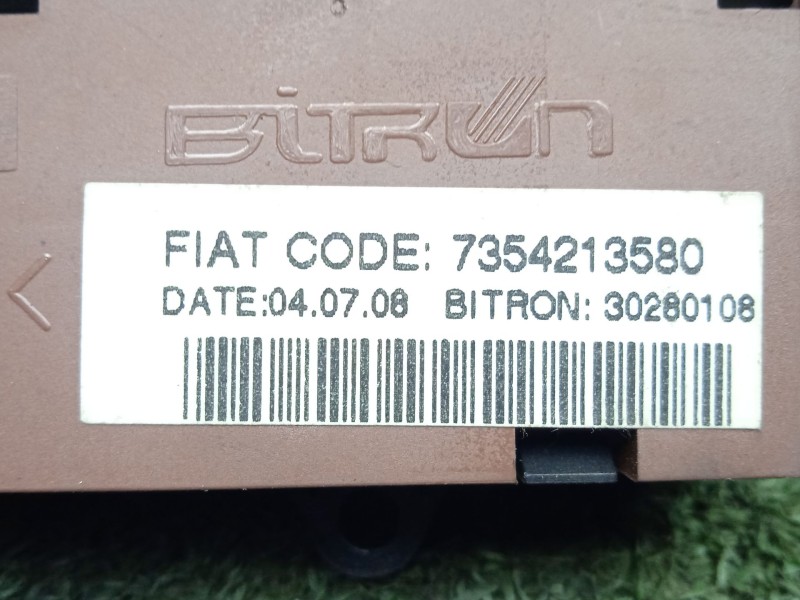 BiTRON
FIAT CODE: 7354213580
DATE:04.07.08 BITRON: 30280108